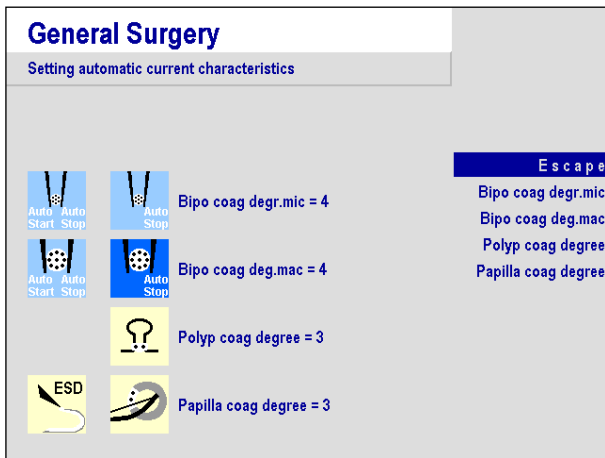 General Surgery
Setting automatic current characteristics
Escape
Auto Auto
Start Stop
Auto
Stop
Bipo coag degr.mic = 4
Bipo coag degr.mic
Bipo coag deg.mac
Auto Auto
Start Stop
Auto
Stop
Bipo coag deg.mac = 4
Polyp coag degree
Papilla coag degree
Polyp coag degree = 3
ESD
Papilla coag degree = 3